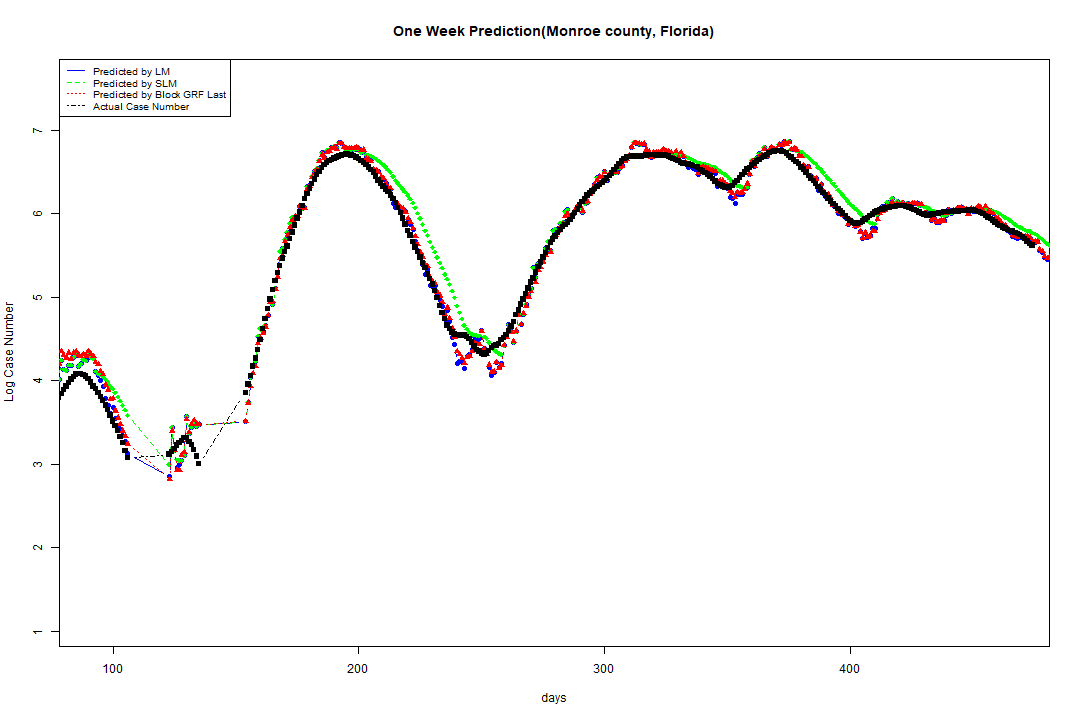 One Week Prediction(Monroe county, Florida)
Predicted by LM
Predicted by SLM
Predicted by Block GRF Last
Actual Case Number
7
6
5
4
3
2
1
Log Case Number
100 200 300 400
days